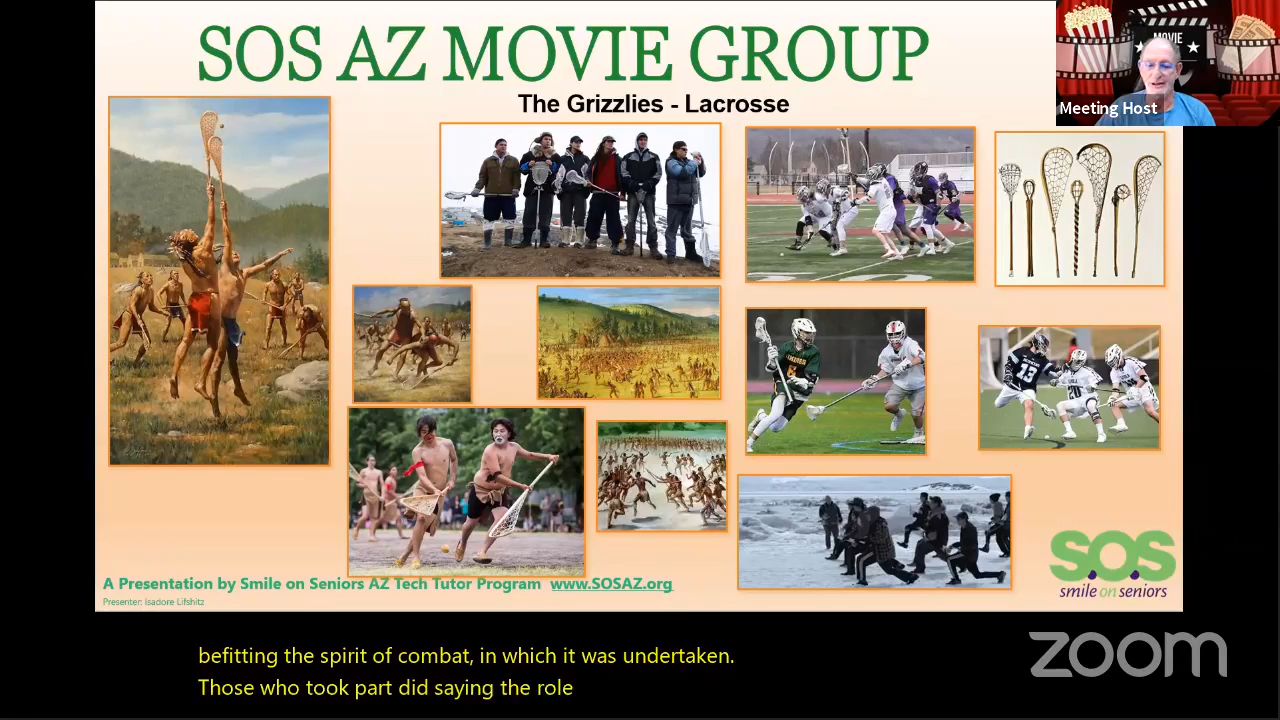 SOS AZ MOVIE GROUP
The Grizzlies - Lacrosse
MOVIE
Meeting Host
13
20
A Presentation by Smile on Seniors AZ Tech Tutor Program www.SOSAZ.org
Presenter: Isadore Lifshitz
S.O.S
smile on seniors
befitting the spirit of combat, in which it was undertaken.
Those who took part did saying the role
zoom